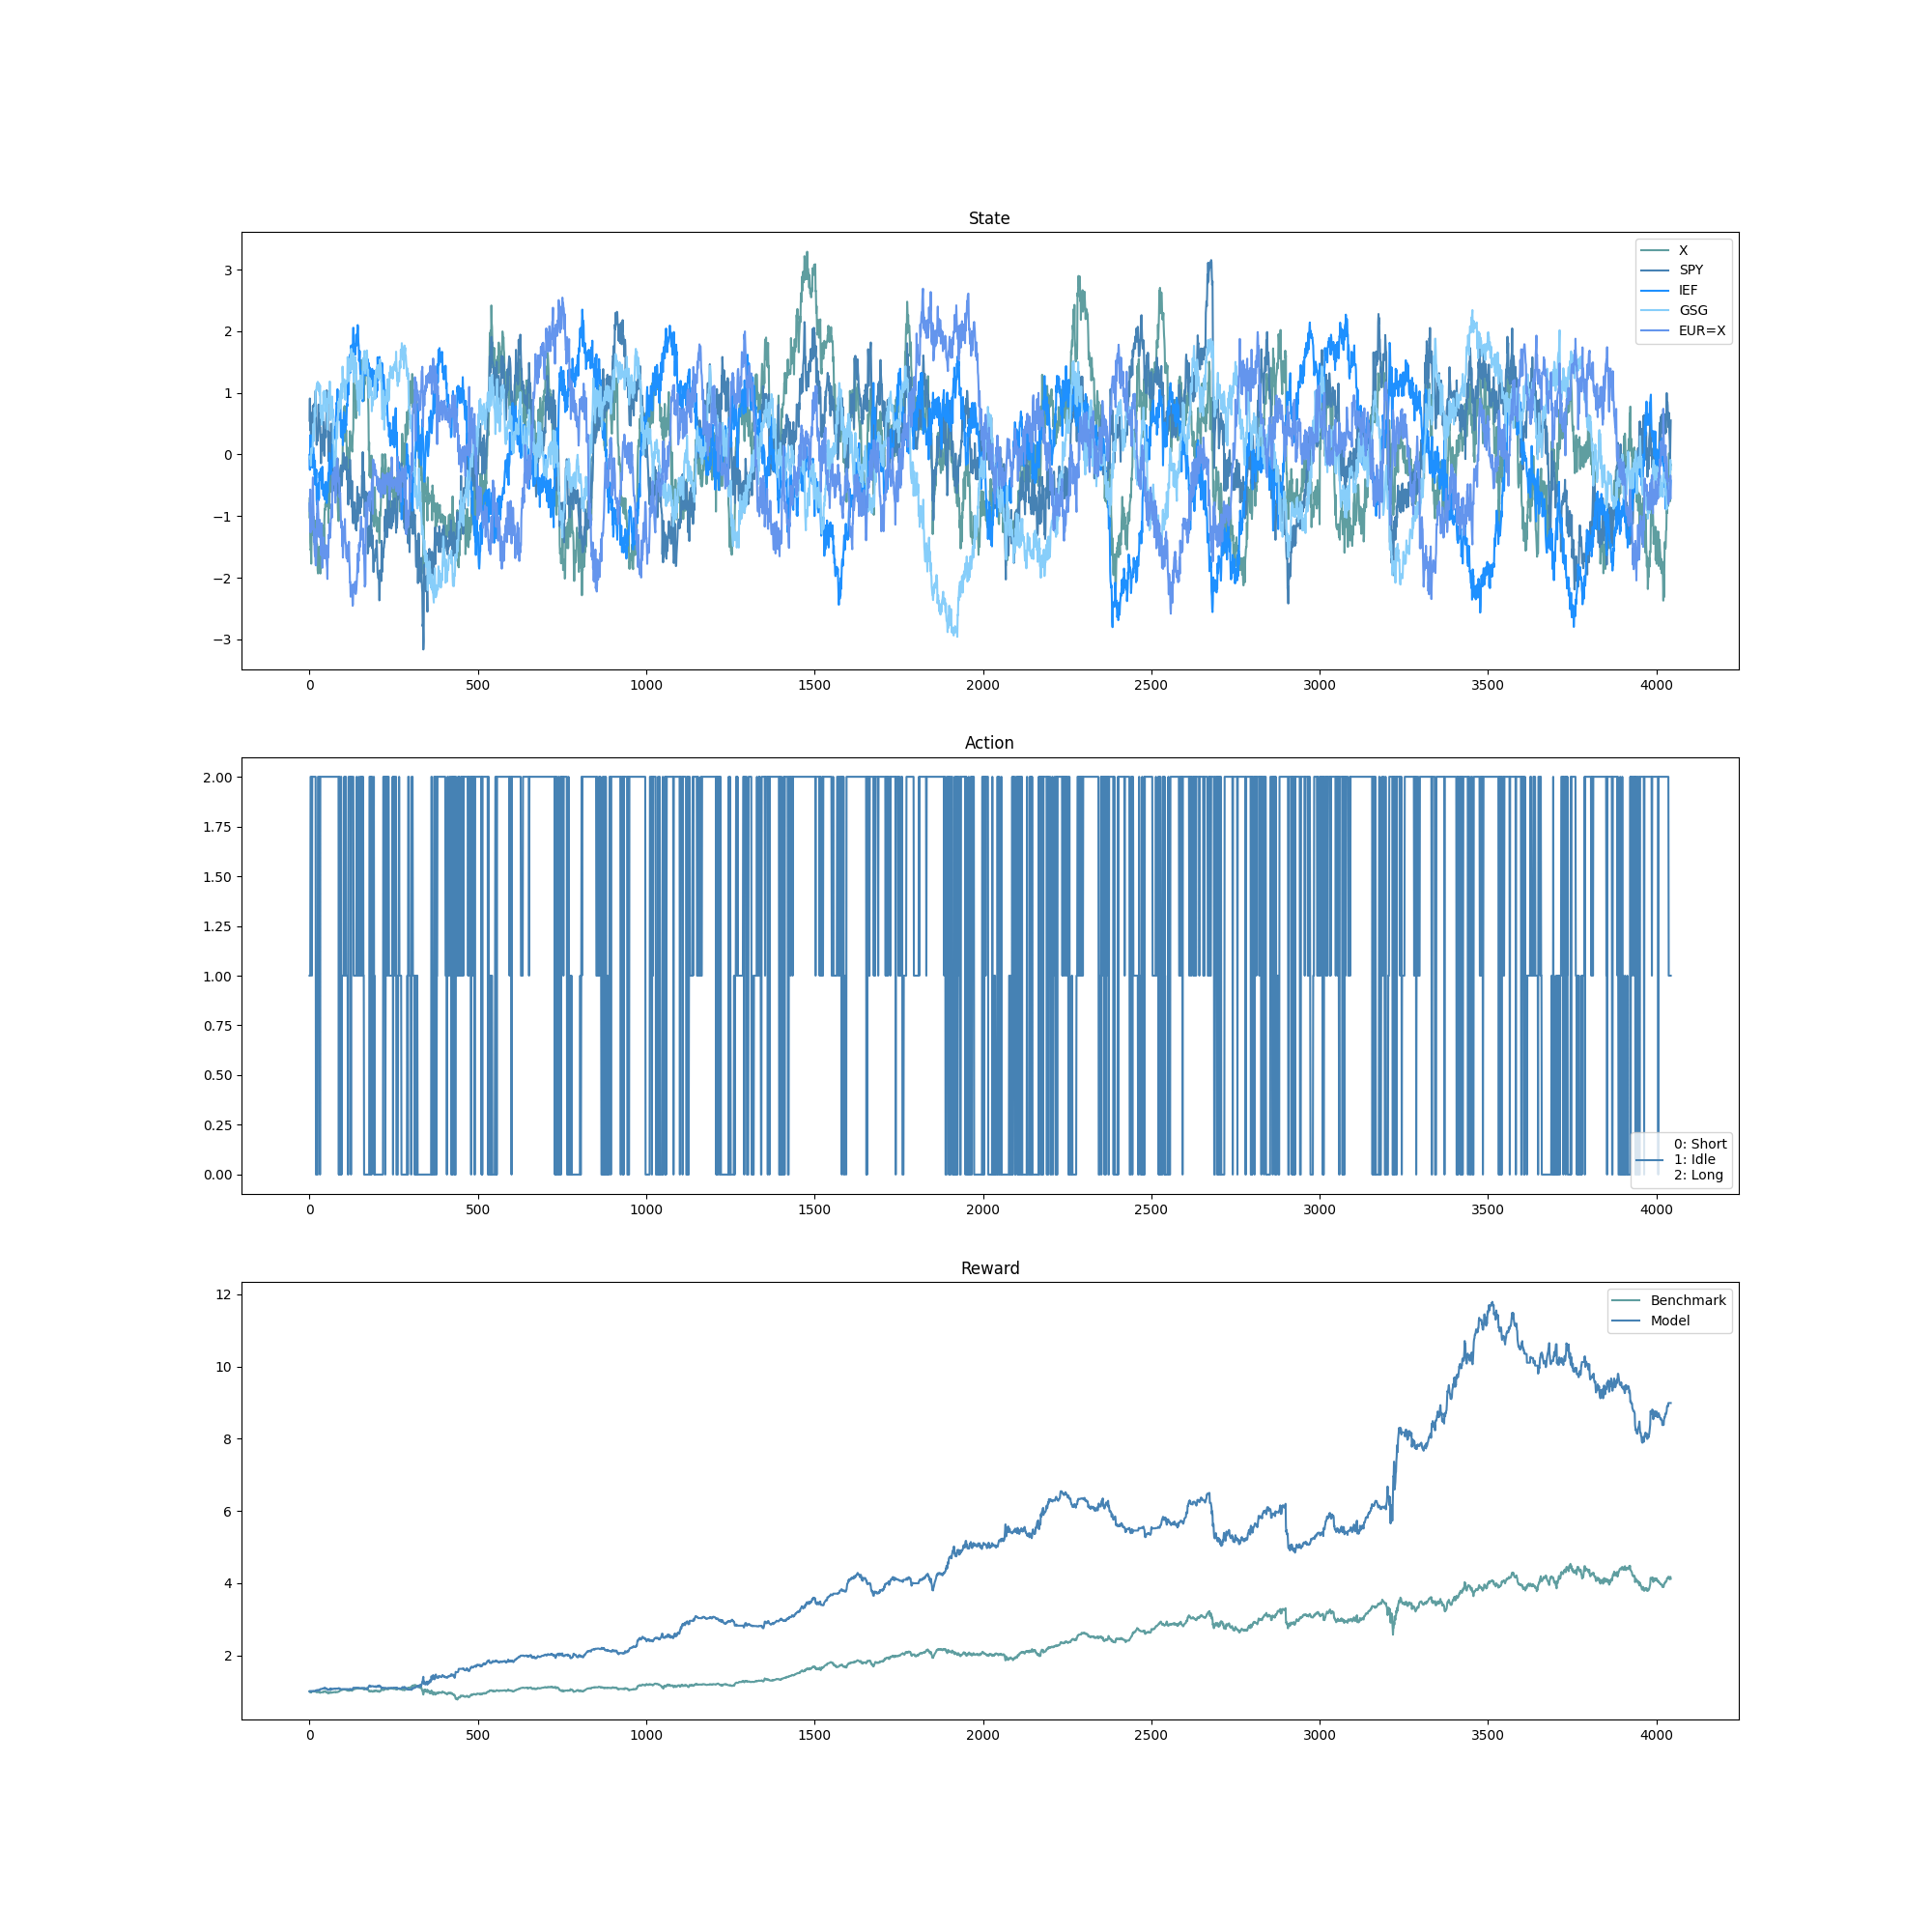 State
3
2
1
0
−1
−2
−3
X
SPY
IEF
GSG
EUR=X
0 500 1000 1500 2000 2500 3000 3500 4000
Action
2.00
1.75
1.50
1.25
1.00
0.75
0.50
0.25
0.00
0: Short
1: Idle
2: Long
0 500 1000 1500 2000 2500 3000 3500 4000
Reward
12
10
8
6
4
2
Benchmark
Model
0 500 1000 1500 2000 2500 3000 3500 4000